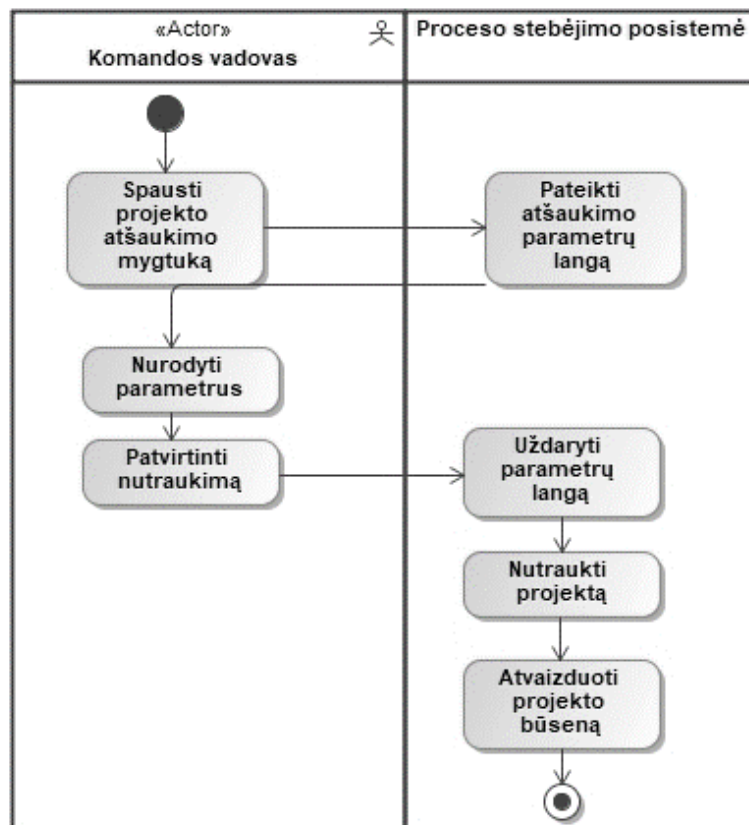 «Actor»
Komandos vadovas
Proceso stebėjimo posistemė
Spausti
projekto
atšaukimo
mygtuką
Pateikti
atšaukimo
parametrų
langą
Nurodyti
parametrus
Patvirtinti
nutraukimą
Uždaryti
parametrų
langą
Nutraukti
projektą
Atvaizduoti
projekto
būseną